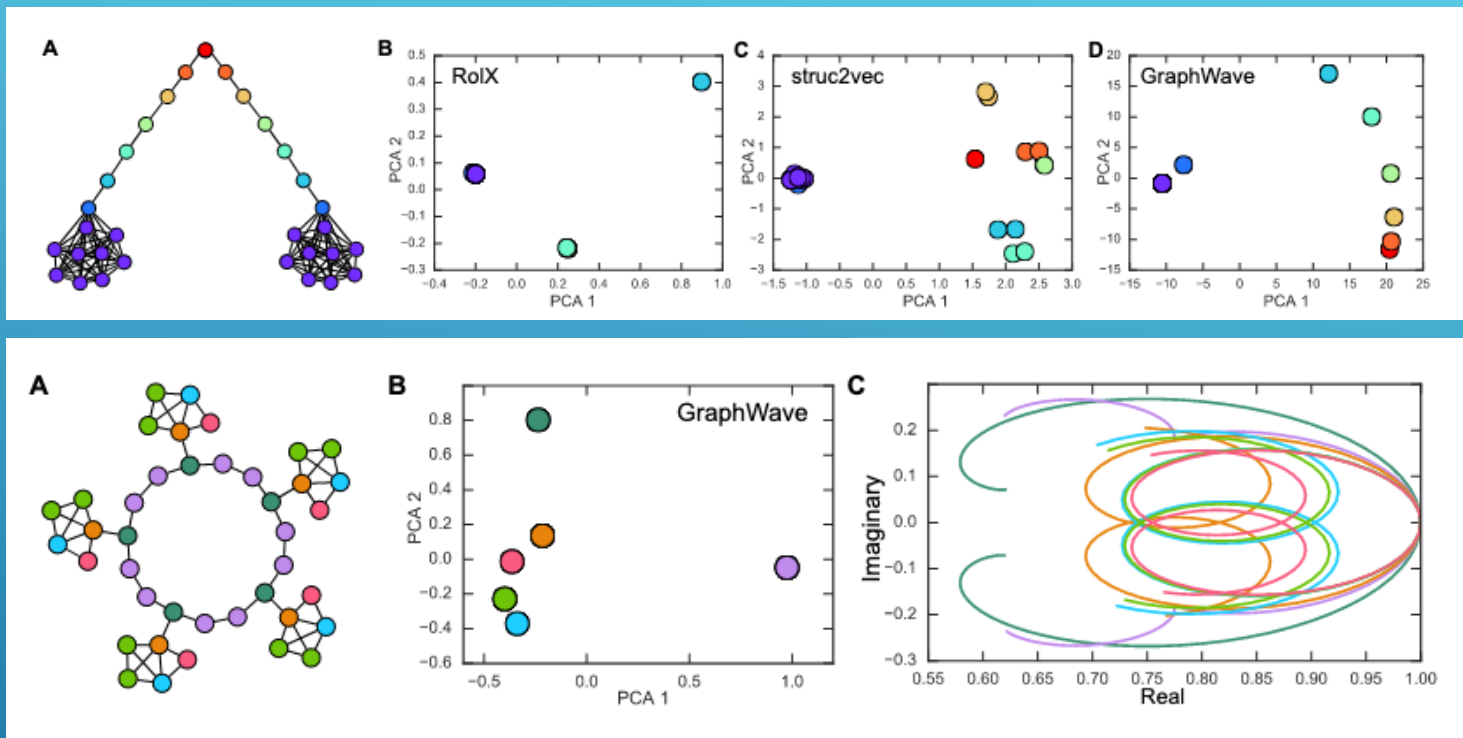 A
B
RolX
PCA 2
0.5
0.4
0.3
0.2
0.1
0.0
−0.1
−0.2
−0.3
−0.4 −0.2 0.0 0.2 0.4 0.6 0.8 1.0
PCA 1
C
struc2vec
PCA 2
4
3
2
1
0
−1
−2
−3
−1.5 −1.0 −0.5 0.0 0.5 1.0 1.5 2.0 2.5 3.0
PCA 1
D
GraphWave
PCA 2
20
15
10
5
0
−5
−10
−15
−15 −10 −5 0 5 10 15 20 25
PCA 1
A
B
GraphWave
PCA 2
0.8
0.6
0.4
0.2
0.0
−0.2
−0.4
−0.6
−0.5 0.0 0.5 1.0
PCA 1
C
Imaginary
0.2
0.1
0.0
−0.1
−0.2
−0.3
0.55 0.60 0.65 0.70 0.75 0.80 0.85 0.90 0.95 1.00
Real